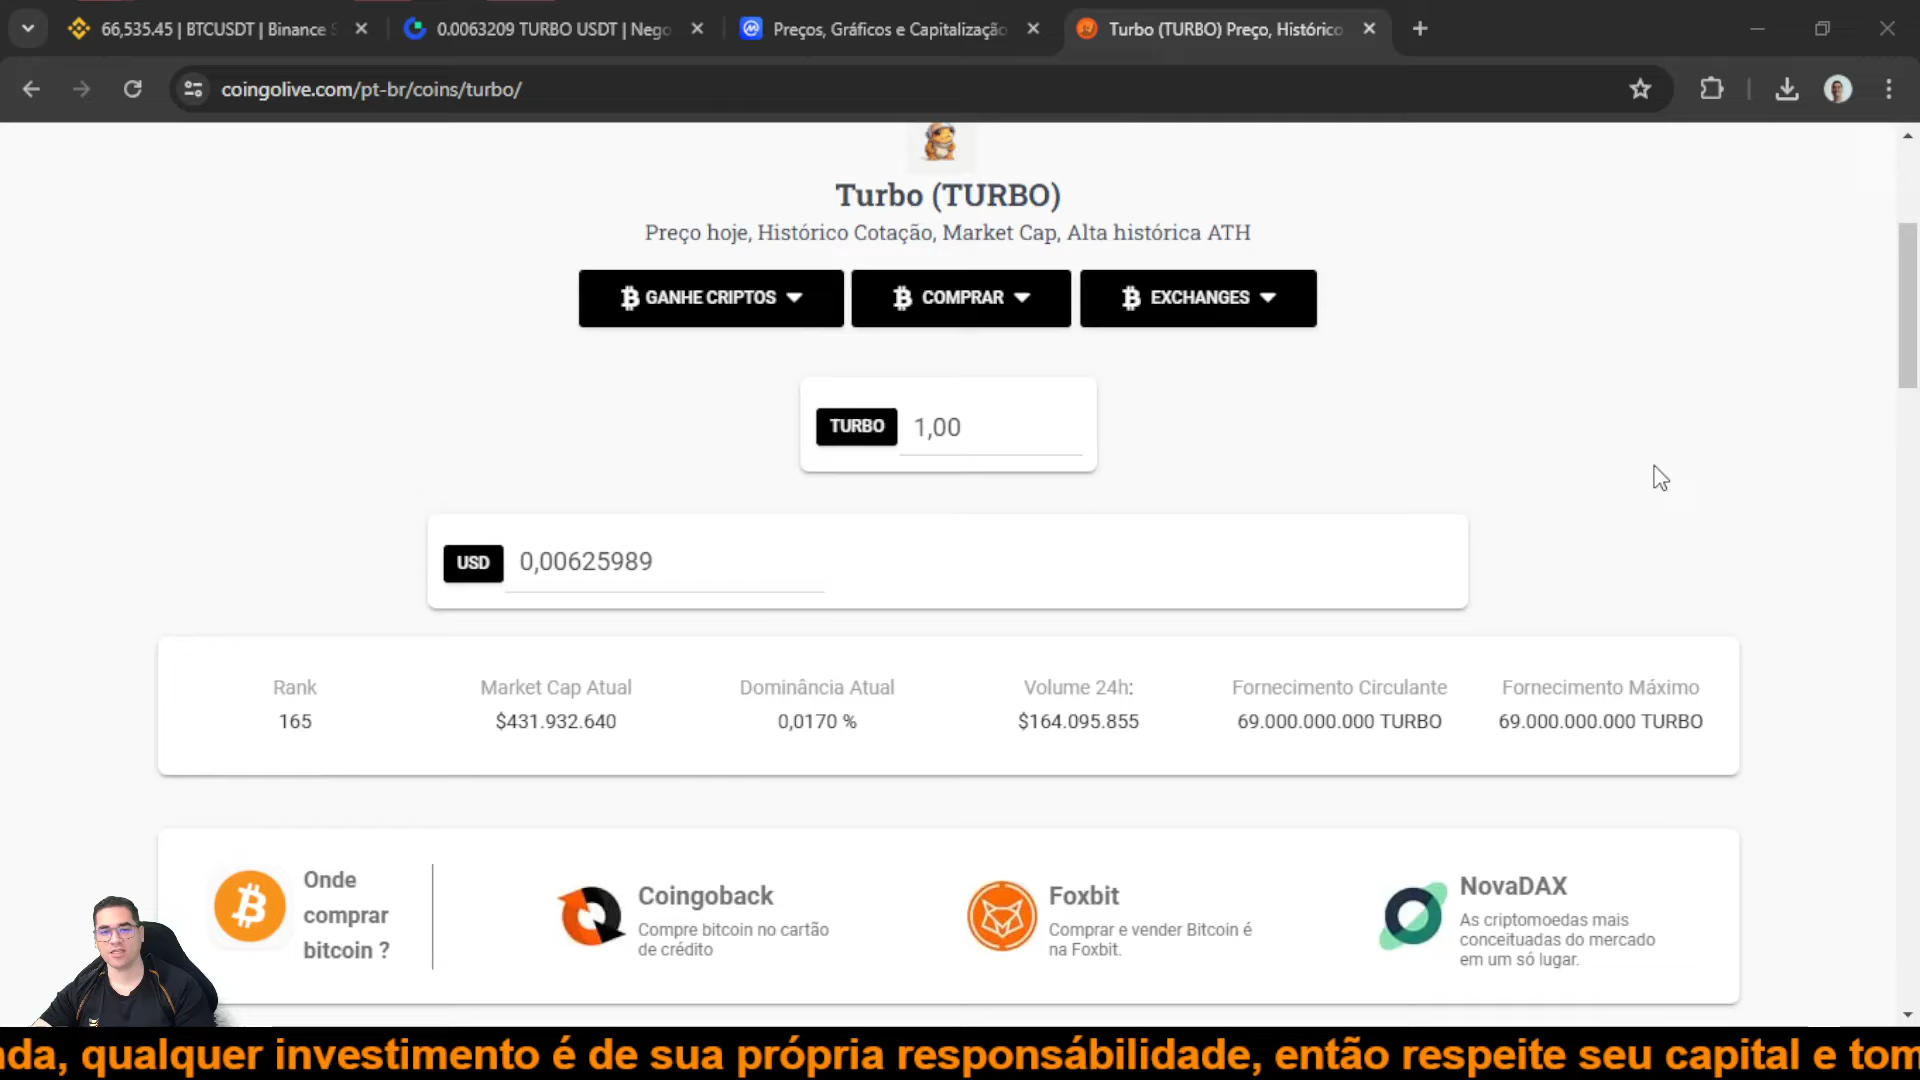 66,535.45 | BTCUSDT | Binance S
0.0063209 TURBO USDT | Nego
Preços, Gráficos e Capitalização
Turbo (TURBO) Preço, Histórico
coingolive.com/pt-br/coins/turbo/
Turbo (TURBO)
Preço hoje, Histórico Cotação, Market Cap, Alta histórica ATH
GANHE CRIPTOS
COMPRAR
EXCHANGES
TURBO 1,00
USD 0,00625989
Rank
165
Market Cap Atual
$431.932.640
Dominância Atual
0,0170 %
Volume 24h:
$164.095.855
Fornecimento Circulante
69.000.000.000 TURBO
Fornecimento Máximo
69.000.000.000 TURBO
Onde
comprar
bitcoin ?
Coingoback
Compre bitcoin no cartão
de crédito
Foxbit
Comprar e vender Bitcoin é
na Foxbit.
NovaDAX
As criptomoedas mais
conceituadas do mercado
em um só lugar.
nda, qualquer investimento é de sua própria responsábilidade, então respeite seu capital e tom